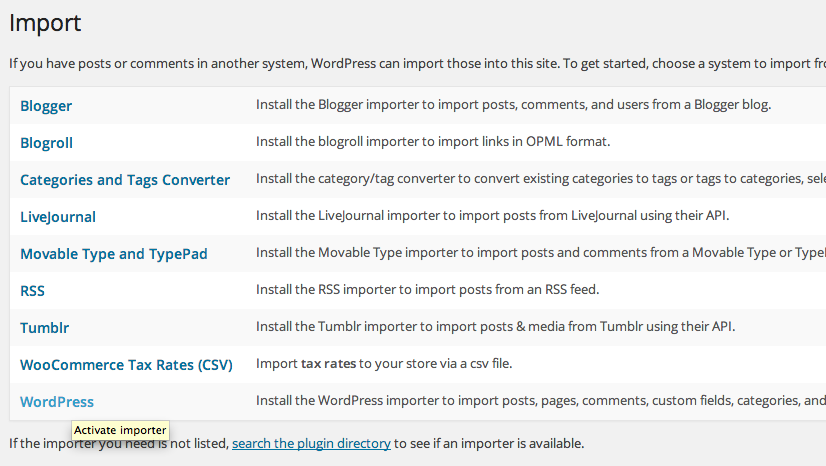 Import
If you have posts or comments in another system, WordPress can import those into this site. To get started, choose a system to import
Blogger Install the Blogger importer to import posts, comments, and users from a Blogger blog.
Blogroll Install the blogroll importer to import links in OPML format.
Categories and Tags Converter Install the category/tag converter to convert existing categories to tags or tags to categories,
LiveJournal Install the LiveJournal importer to import posts from LiveJournal using their API.
Movable Type and TypePad Install the Movable Type importer to import posts and comments from a Movable Type or
RSS Install the RSS importer to import posts from an RSS feed.
Tumblr Install the Tumblr importer to import posts & media from Tumblr using their API.
WooCommerce Tax Rates (CSV) Import tax rates to your store via a csv file.
WordPress Install the WordPress importer to import posts, pages, comments, custom fields, categories, and
Activate importer
If the importer you need is not listed, search the plugin directory to see if an importer is available.